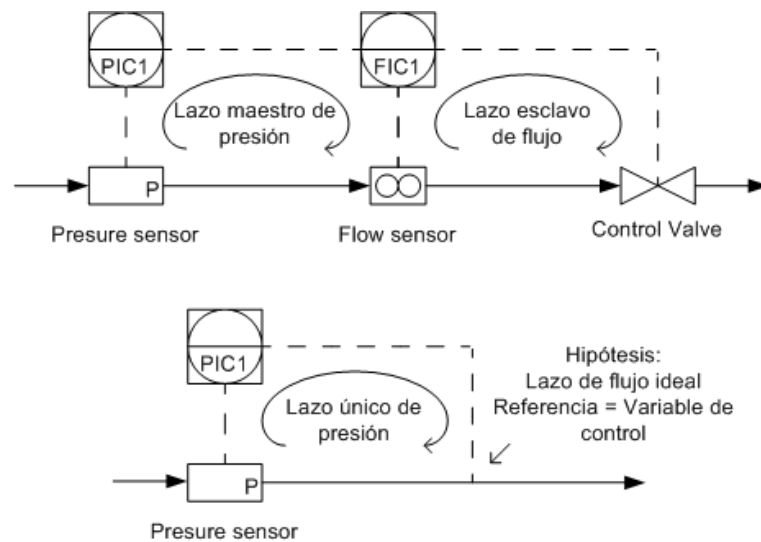 PIC1
FIC1
Lazo maestro de
presión
Lazo esclavo
de flujo
P
Presure sensor
Flow sensor
Control Valve
PIC1
Lazo único de
presión
Hipótesis:
Lazo de flujo ideal
Referencia = Variable de
control
P
Presure sensor